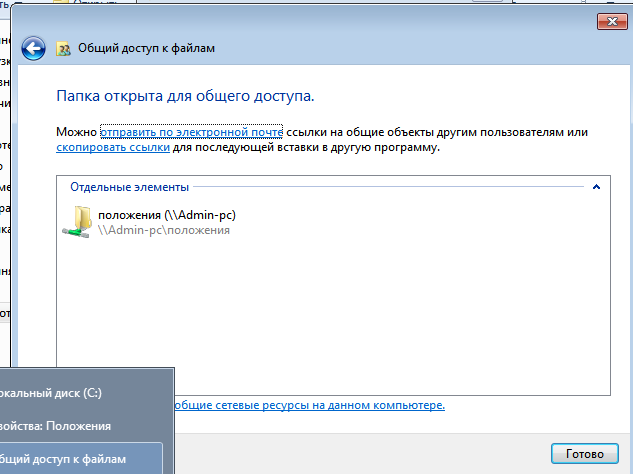 Общий доступ к файлам
Папка открыта для общего доступа.
Можно отправить по электронной почте ссылки на общие объекты другим пользователям или
скопировать ссылки для последующей вставки в другую программу.
Отдельные элементы
положения (\\Admin-pc)
\\Admin-pc\положения
общие сетевые ресурсы на данном компьютере.
окальный диск (C:)
войства: Положения
бщий доступ к файлам
Готово